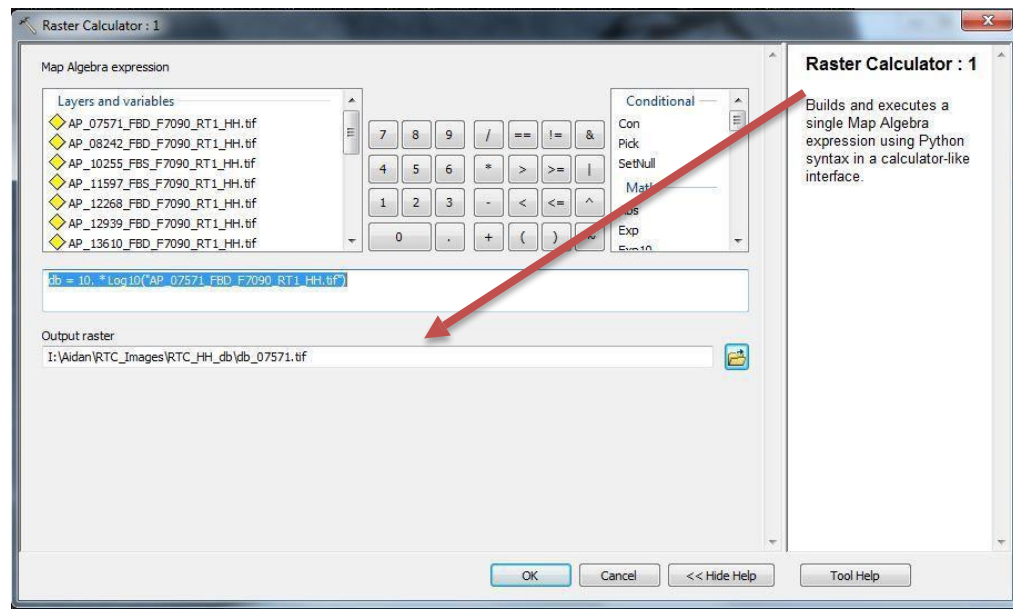 Raster Calculator : 1
Map Algebra expression
Layers and variables
AP_07571_FBD_F7090_RT1_HH.tif
AP_08242_FBD_F7090_RT1_HH.tif
AP_10255_FBS_F7090_RT1_HH.tif
AP_11597_FBS_F7090_RT1_HH.tif
AP_12268_FBD_F7090_RT1_HH.tif
AP_12939_FBD_F7090_RT1_HH.tif
AP_13610_FBD_F7090_RT1_HH.tif
7 8 9 / == != &
4 5 6 * > >= |
1 2 3 - < <= ^
0 . + ( ) ~
Conditional
Con
Pick
SetNull
Math
Exp
Exp10
db = 10. *Log10("AP_07571_FBD_F7090_RT1_HH.tif")
Output raster
I:\Aidan\RTC_Images\RTC_HH_db\db_07571.tif
OK
Cancel
<< Hide Help
Raster Calculator : 1
Builds and executes a
single Map Algebra
expression using Python
syntax in a calculator-like
interface.
Tool Help